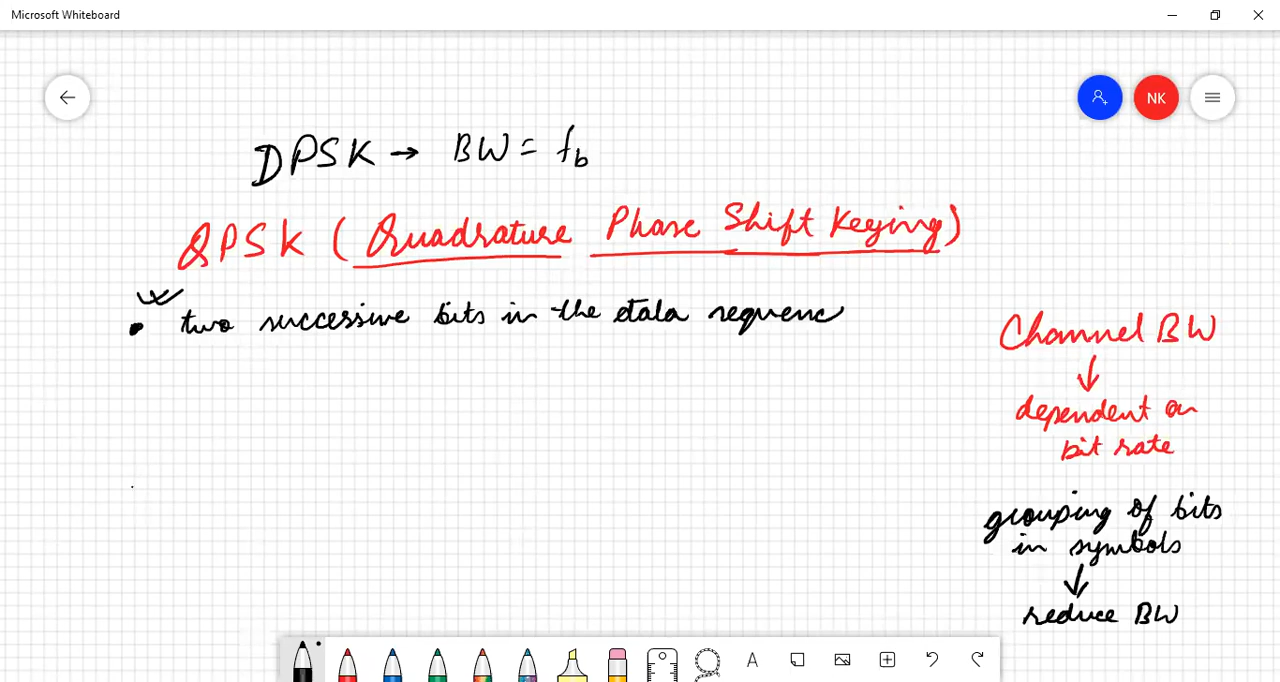 Microsoft Whiteboard
NK
DPSK → BW = fb
QPSK ( Quadrature Phase Shift Keying )
• two successive bits in the data sequenc
Channel BW
↓
dependent on
bit rate
grouping of bits
in symbols
↓
reduce BW
A